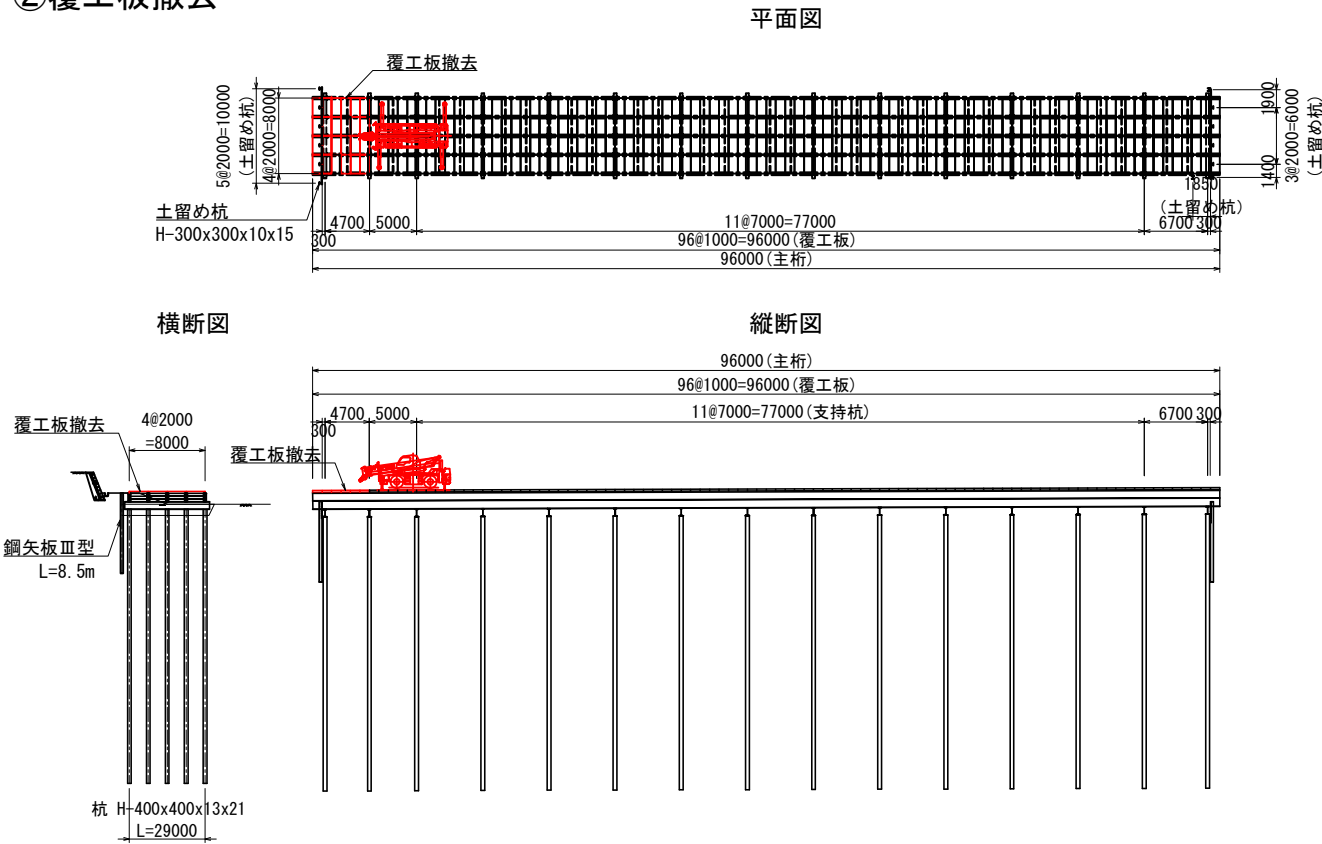 ②覆工板撤去
平面図
覆工板撤去
5@2000=10000
(土留め杭)
4@2000=8000
1900
1400
3@2000=6000
(土留め杭)
1850
(土留め杭)
土留め杭
H-300x300x10x15
300
4700
5000
11@7000=77000
6700
300
96@1000=96000(覆工板)
96000(主桁)
横断図
縦断図
96000(主桁)
96@1000=96000(覆工板)
300
4700
5000
11@7000=77000(支持杭)
6700
300
覆工板撤去
4@2000
=8000
覆工板撤去
鋼矢板Ⅲ型
L=8.5m
杭 H-400x400x13x21
L=29000